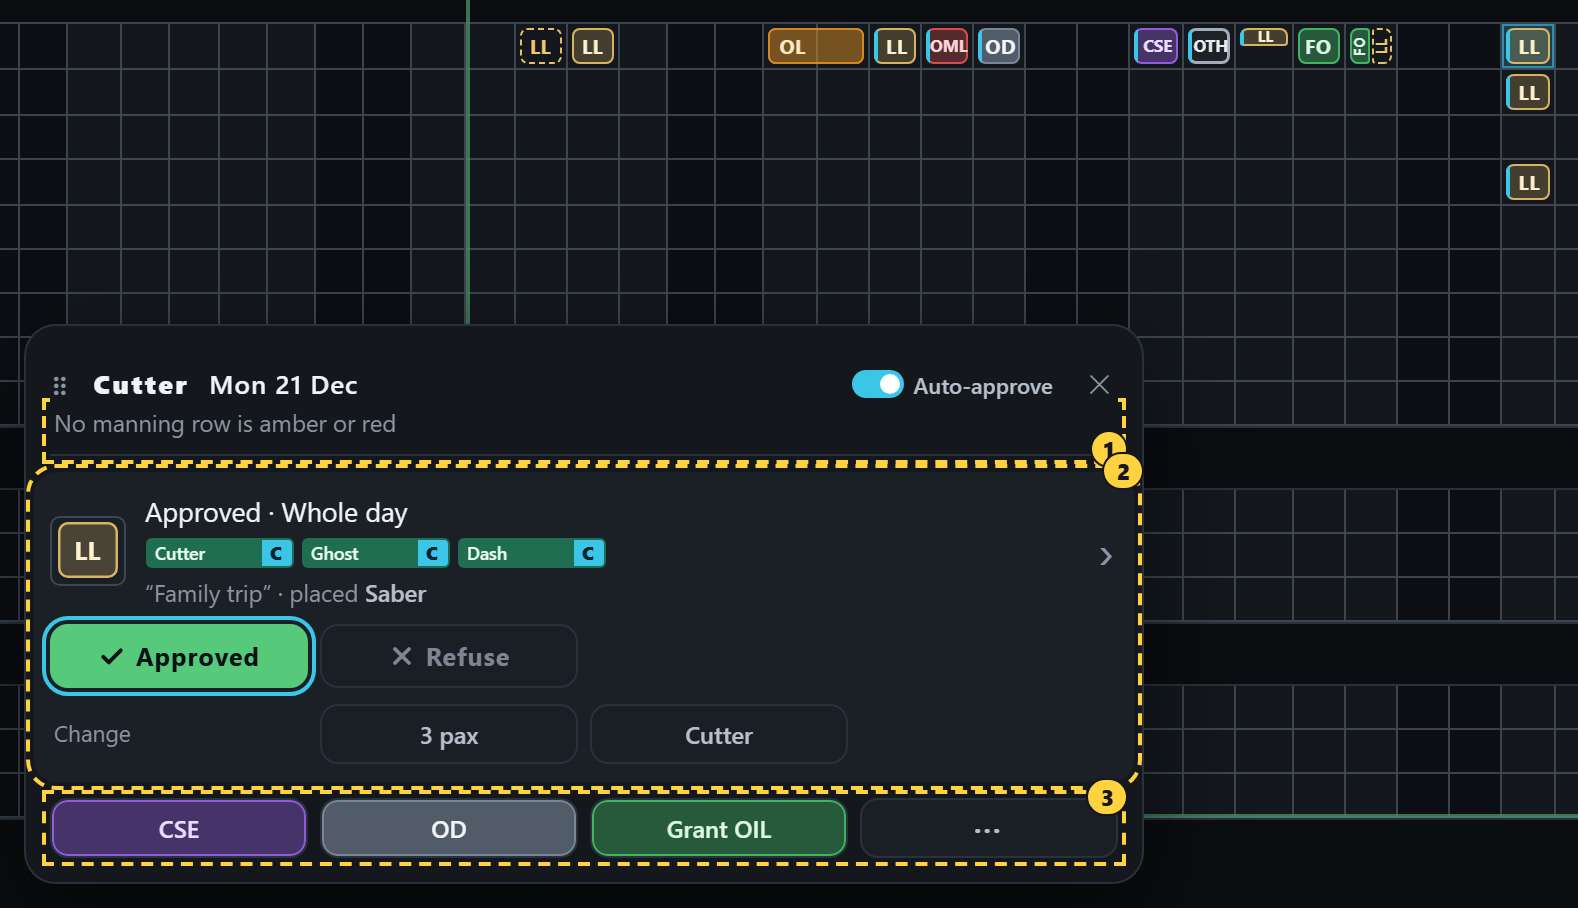 LL LL OL LL OML OD CSE OTH LL FO FO LL LL
LL
LL
Cutter Mon 21 Dec Auto-approve
No manning row is amber or red
1
2
Approved · Whole day
LL
Cutter C Ghost C Dash C
“Family trip” · placed Saber
Approved Refuse
Change 3 pax Cutter
3
CSE OD Grant OIL ...